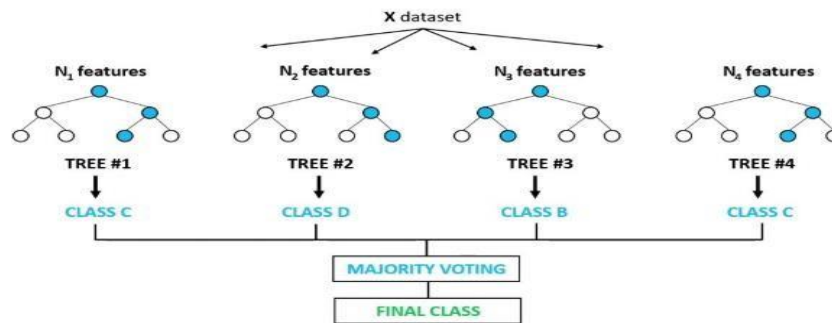 X dataset
N₁ features N₂ features N₃ features N₄ features
TREE #1 TREE #2 TREE #3 TREE #4
CLASS C CLASS D CLASS B CLASS C
MAJORITY VOTING
FINAL CLASS